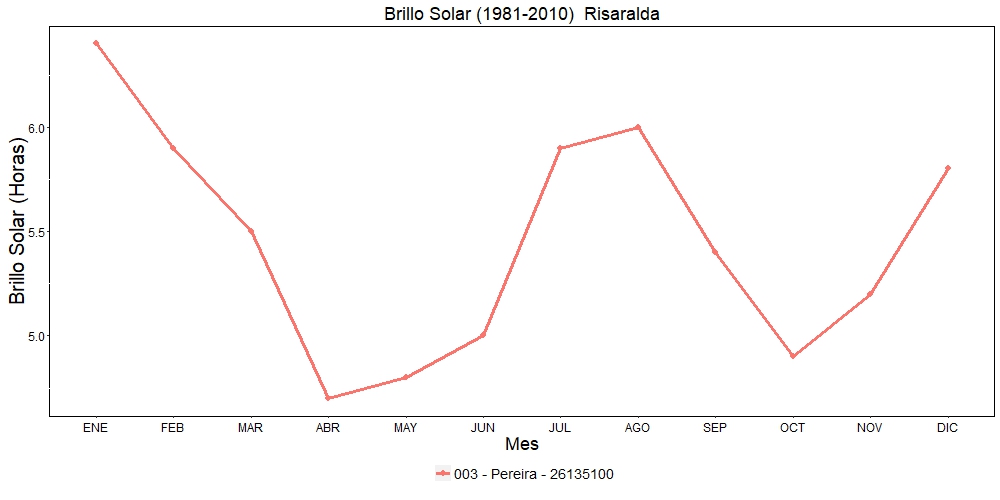 Brillo Solar (1981-2010) Risaralda
Brillo Solar (Horas)
6.0
5.5
5.0
ENE FEB MAR ABR MAY JUN JUL AGO SEP OCT NOV DIC
Mes
003 - Pereira - 26135100